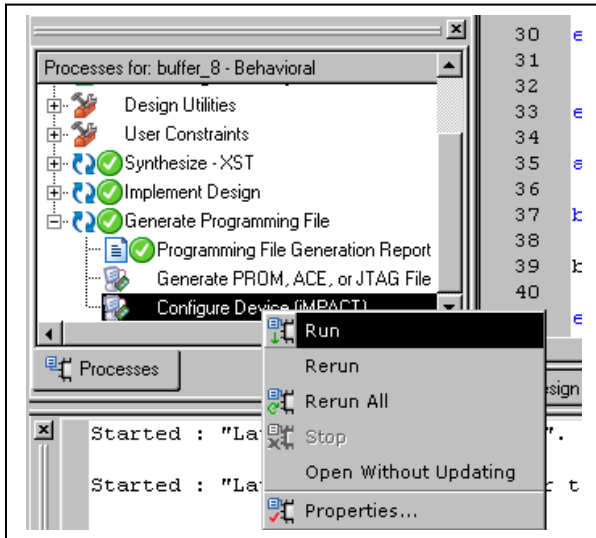 Processes for: buffer_8 - Behavioral
Design Utilities
User Constraints
Synthesize - XST
Implement Design
Generate Programming File
Programming File Generation Report
Generate PROM, ACE, or JTAG File
Configure Device (iMPACT)
Processes
Run
Rerun
Rerun All
Stop
Open Without Updating
Properties...
30 e
31
32
33 e
34
35 a
36
37 b
38
39 b
40
e
esign
Started : "La ".
Started : "La r t